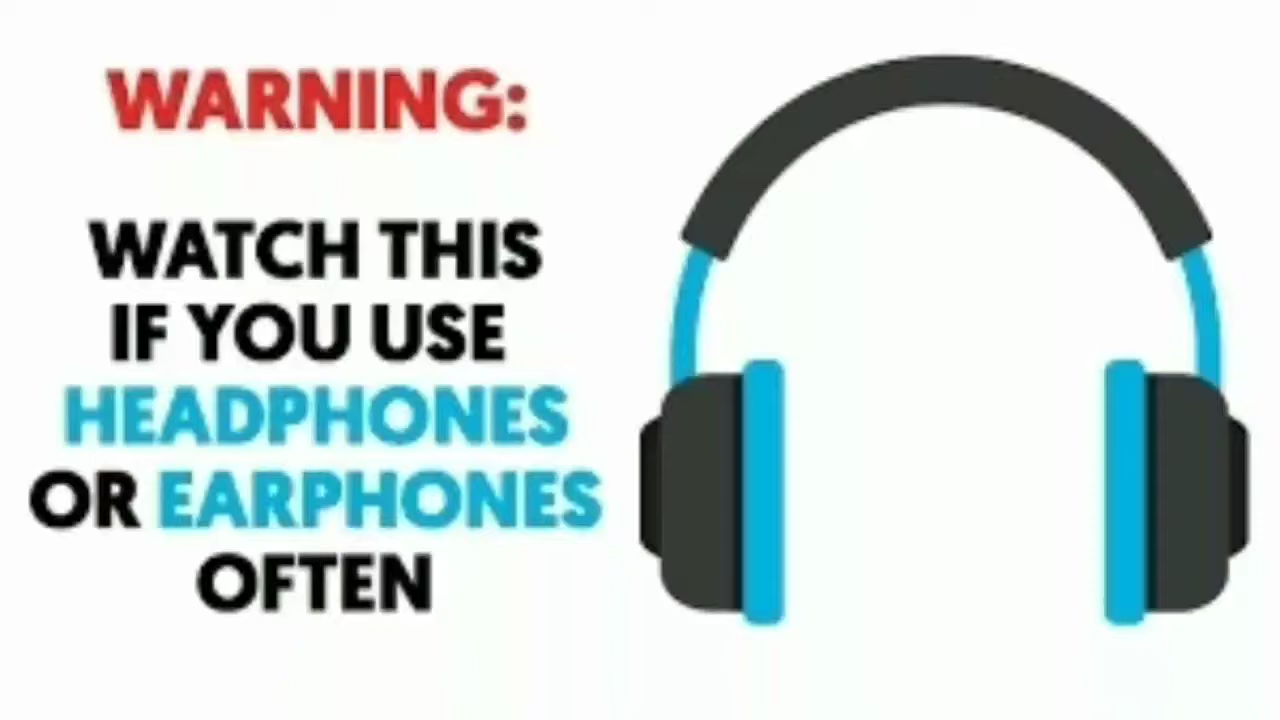 WARNING:
WATCH THIS
IF YOU USE
HEADPHONES
OR EARPHONES
OFTEN